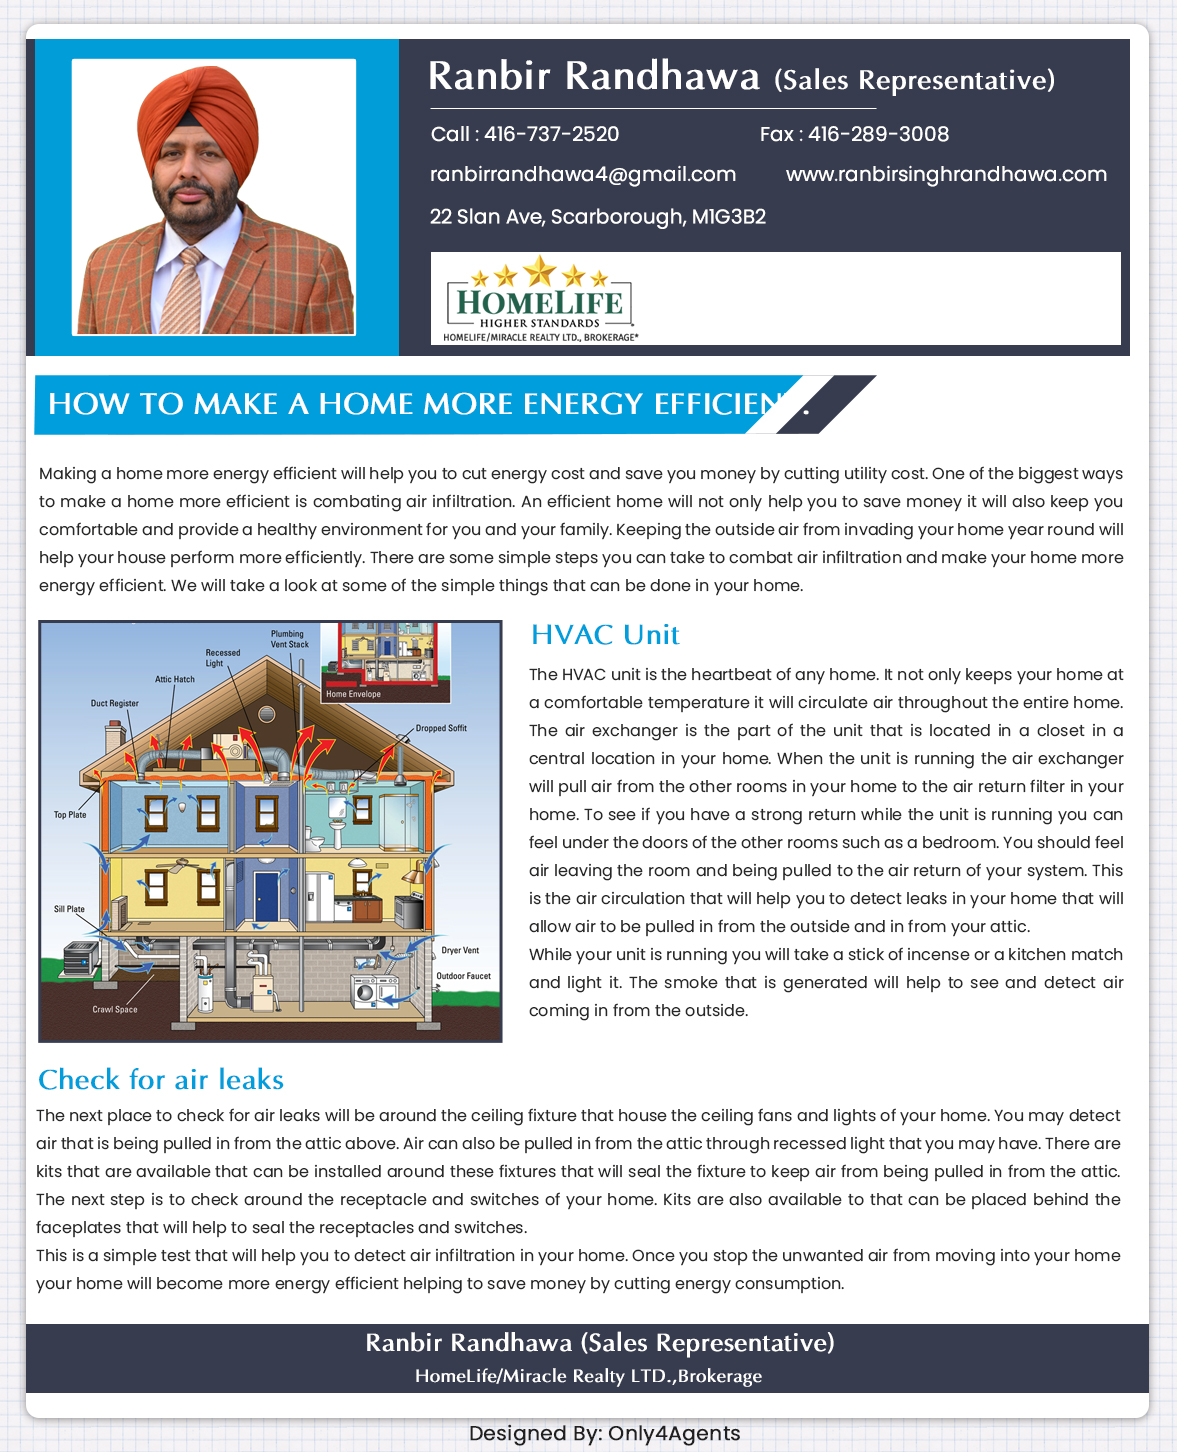 Ranbir Randhawa (Sales Representative)
Call : 416-737-2520
Fax : 416-289-3008
ranbirrandhawa4@gmail.com
www.ranbirsinghrandhawa.com
22 Slan Ave, Scarborough, M1G3B2
HOMELIFE
HIGHER STANDARDS
HOMELIFE/MIRACLE REALTY LTD., BROKERAGE*
HOW TO MAKE A HOME MORE ENERGY EFFICIENT.
Making a home more energy efficient will help you to cut energy cost and save you money by cutting utility cost. One of the biggest ways
to make a home more efficient is combating air infiltration. An efficient home will not only help you to save money it will also keep you
comfortable and provide a healthy environment for you and your family. Keeping the outside air from invading your home year round will
help your house perform more efficiently. There are some simple steps you can take to combat air infiltration and make your home more
energy efficient. We will take a look at some of the simple things that can be done in your home.
Plumbing
Vent Stack
Recessed
Light
Attic Hatch
Duct Register
Home Envelope
Dropped Soffit
Top Plate
Sill Plate
Dryer Vent
Outdoor Faucet
Crawl Space
HVAC Unit
The HVAC unit is the heartbeat of any home. It not only keeps your home at
a comfortable temperature it will circulate air throughout the entire home.
The air exchanger is the part of the unit that is located in a closet in a
central location in your home. When the unit is running the air exchanger
will pull air from the other rooms in your home to the air return filter in your
home. To see if you have a strong return while the unit is running you can
feel under the doors of the other rooms such as a bedroom. You should feel
air leaving the room and being pulled to the air return of your system. This
is the air circulation that will help you to detect leaks in your home that will
allow air to be pulled in from the outside and in from your attic.
While your unit is running you will take a stick of incense or a kitchen match
and light it. The smoke that is generated will help to see and detect air
coming in from the outside.
Check for air leaks
The next place to check for air leaks will be around the ceiling fixture that house the ceiling fans and lights of your home. You may detect
air that is being pulled in from the attic above. Air can also be pulled in from the attic through recessed light that you may have. There are
kits that are available that can be installed around these fixtures that will seal the fixture to keep air from being pulled in from the attic.
The next step is to check around the receptacle and switches of your home. Kits are also available to that can be placed behind the
faceplates that will help to seal the receptacles and switches.
This is a simple test that will help you to detect air infiltration in your home. Once you stop the unwanted air from moving into your home
your home will become more energy efficient helping to save money by cutting energy consumption.
Ranbir Randhawa (Sales Representative)
HomeLife/Miracle Realty LTD.,Brokerage
Designed By: Only4Agents